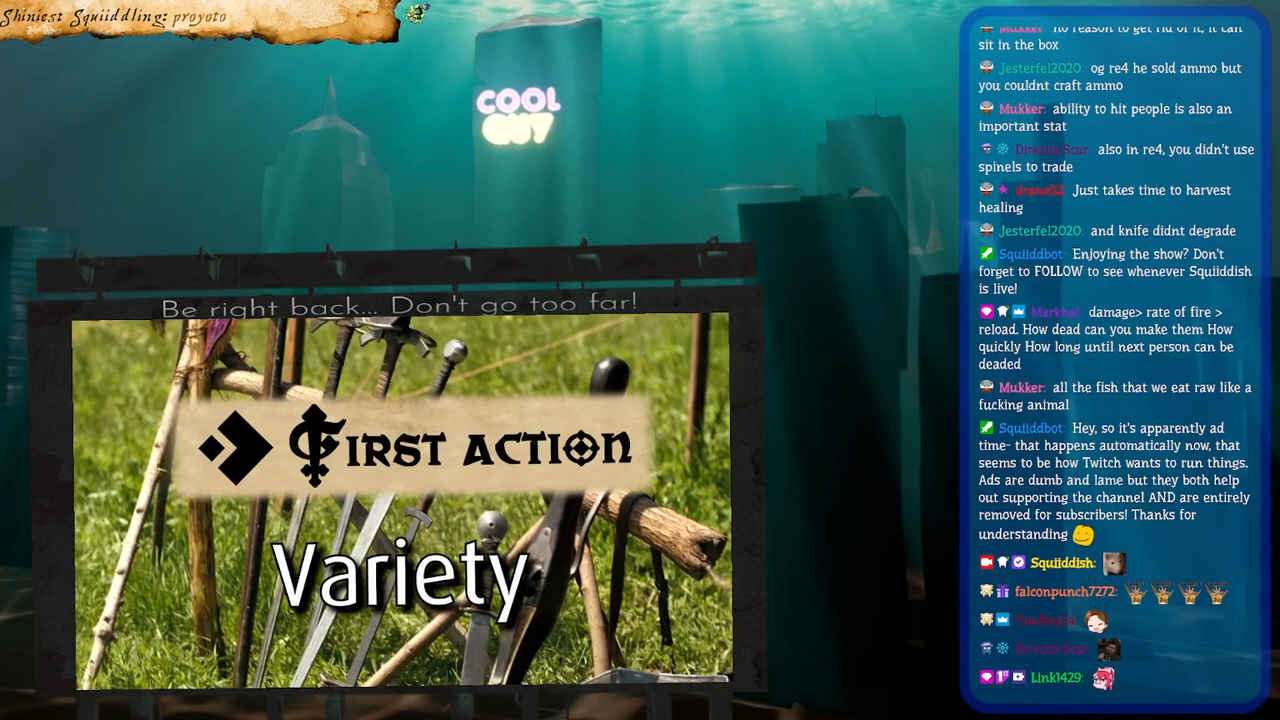 Shiniest Squiiddling: proyoto
COOL
GUY
Be right back... Don't go too far!
First Action
Variety
Mukker: no reason to get rid of it, it can
sit in the box
Jesterfel2020: og re4 he sold ammo but
you couldnt craft ammo
Mukker: ability to hit people is also an
important stat
DirectorScar: also in re4, you didn't use
spinels to trade
drane92: Just takes time to harvest
healing
Jesterfel2020: and knife didnt degrade
Squiiddbot: Enjoying the show? Don't
forget to FOLLOW to see whenever Squiiddish
is live!
damage> rate of fire >
reload. How dead can you make them How
quickly How long until next person can be
deaded
Mukker: all the fish that we eat raw like a
fucking animal
Squiiddbot: Hey, so it's apparently ad
time- that happens automatically now, that
seems to be how Twitch wants to run things.
Ads are dumb and lame but they both help
out supporting the channel AND are entirely
removed for subscribers! Thanks for
understanding
Squiiddish:
falconpunch7272:
DirectorScar:
Link1429: